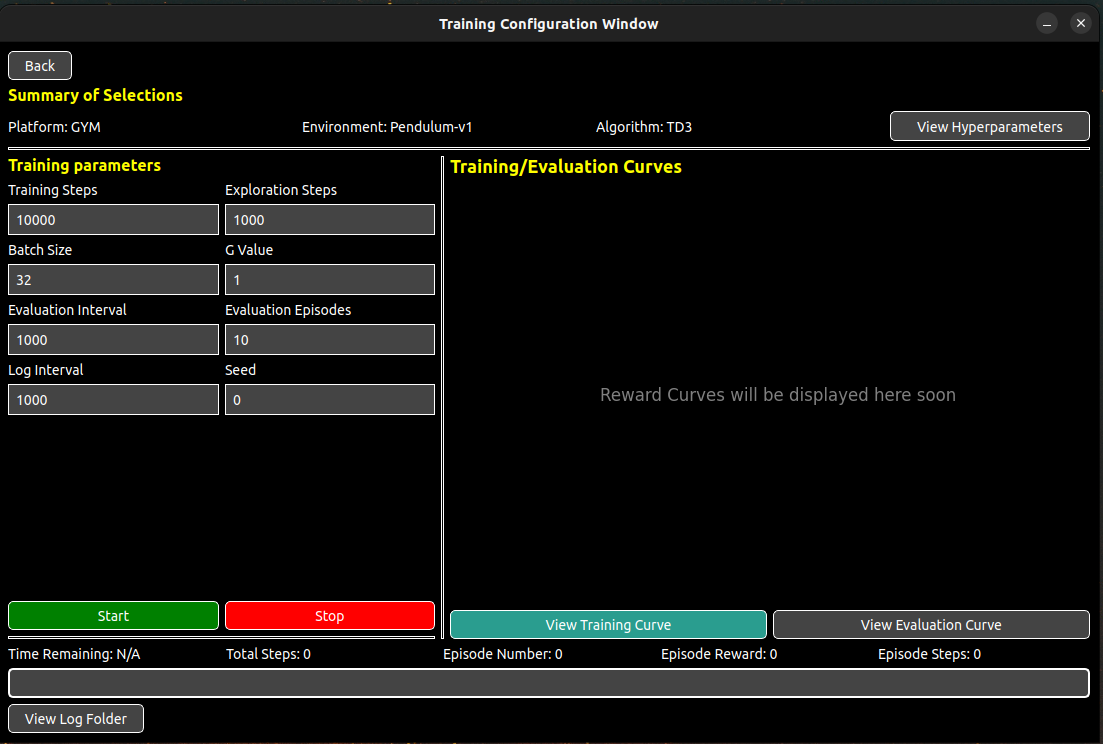 Training Configuration Window
Back
Summary of Selections
Platform: GYM
Environment: Pendulum-v1
Algorithm: TD3
View Hyperparameters
Training parameters
Training Steps
Exploration Steps
10000
1000
Batch Size
G Value
32
1
Evaluation Interval
Evaluation Episodes
1000
10
Log Interval
Seed
1000
0
Start
Stop
Training/Evaluation Curves
Reward Curves will be displayed here soon
View Training Curve
View Evaluation Curve
Time Remaining: N/A
Total Steps: 0
Episode Number: 0
Episode Reward: 0
Episode Steps: 0
View Log Folder